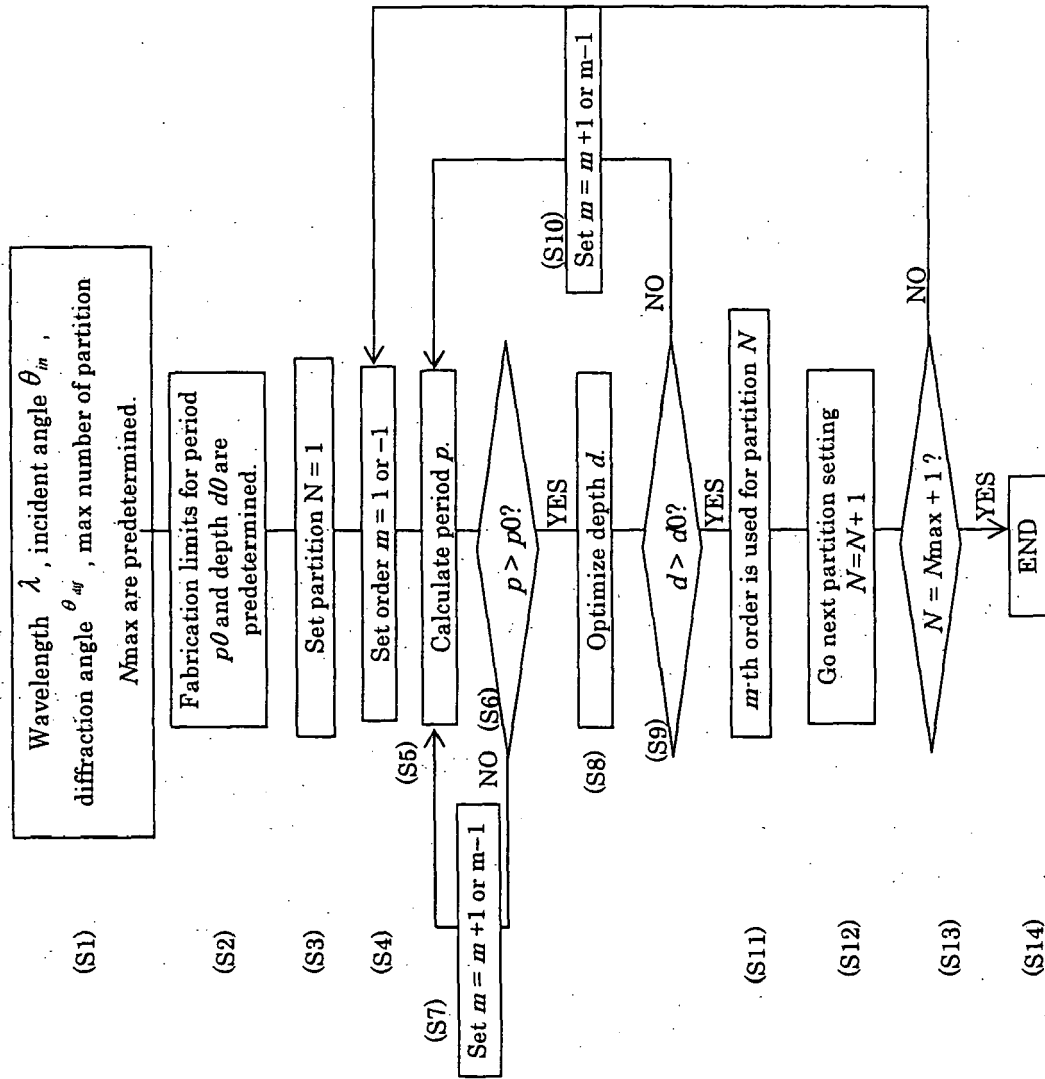 (S1)
Wavelength λ , incident angle θin ,
diffraction angle θdif , max number of partition
Nmax are predetermined.
(S2)
Fabrication limits for period
p0 and depth d0 are
predetermined.
(S3)
Set partition N = 1
(S4)
Set order m = 1 or -1
(S5)
Calculate period p.
(S6)
p > p0?
NO
YES
(S7)
Set m = m +1 or m-1
(S8)
Optimize depth d.
(S9)
d > d0?
NO
YES
(S10)
Set m = m +1 or m-1
(S11)
m-th order is used for partition N
(S12)
Go next partition setting
N=N + 1
(S13)
N = Nmax + 1 ?
NO
YES
(S14)
END